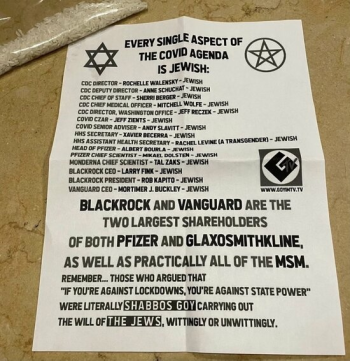 EVERY SINGLE ASPECT OF
THE COVID AGENDA
IS JEWISH:
CDC DIRECTOR - ROCHELLE WALENSKY - JEWISH
CDC DEPUTY DIRECTOR - ANNE SCHUCHAT - JEWISH
CDC CHIEF OF STAFF - SHERRI BERGER - JEWISH
CDC CHIEF MEDICAL OFFICER - MITCHELL WOLFE - JEWISH
CDC DIRECTOR, WASHINGTON OFFICE - JEFF RECZEK - JEWISH
COVID CZAR - JEFF ZIENTS - JEWISH
COVID SENIOR ADVISER - ANDY SLAVITT - JEWISH
HHS SECRETARY - XAVIER BECERRA - JEWISH
HHS ASSISTANT HEALTH SECRETARY - RACHEL LEVINE (A TRANSGENDER) - JEWISH
HEAD OF PFIZER - ALBERT BOURLA - JEWISH
PFIZER CHIEF SCIENTIST - MIKAEL DOLSTEN - JEWISH
MONDERNA CHIEF SCIENTIST - TAL ZAKS - JEWISH
BLACKROCK CEO - LARRY FINK - JEWISH
BLACKROCK PRESIDENT - ROB KAPITO - JEWISH
VANGUARD CEO - MORTIMER J. BUCKLEY - JEWISH
WWW.GOYIMTV.TV
BLACKROCK AND VANGUARD ARE THE
TWO LARGEST SHAREHOLDERS
OF BOTH PFIZER AND GLAXOSMITHKLINE,
AS WELL AS PRACTICALLY ALL OF THE MSM.
REMEMBER... THOSE WHO ARGUED THAT
"IF YOU'RE AGAINST LOCKDOWNS, YOU'RE AGAINST STATE POWER"
WERE LITERALLY SHABBOS GOY CARRYING OUT
THE WILL OF THE JEWS, WITTINGLY OR UNWITTINGLY.